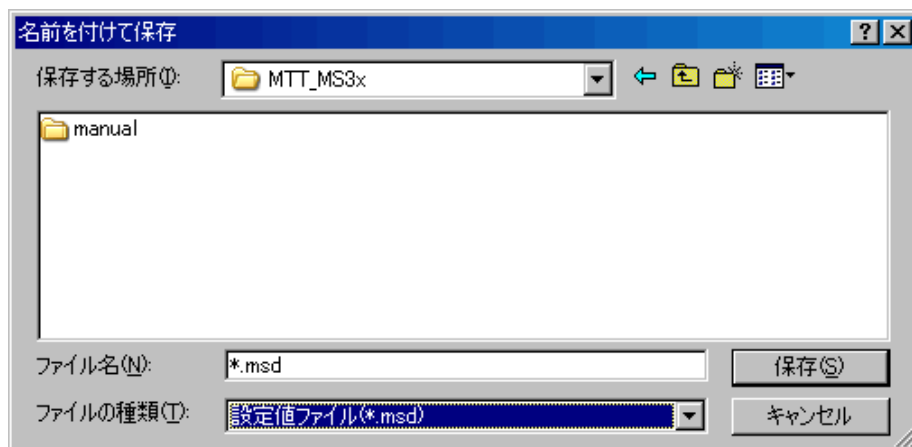 名前を付けて保存
保存する場所(I): MTT_MS3x
manual
ファイル名(N): *.msd 保存(S)
ファイルの種類(T): 設定値ファイル(*.msd) キャンセル